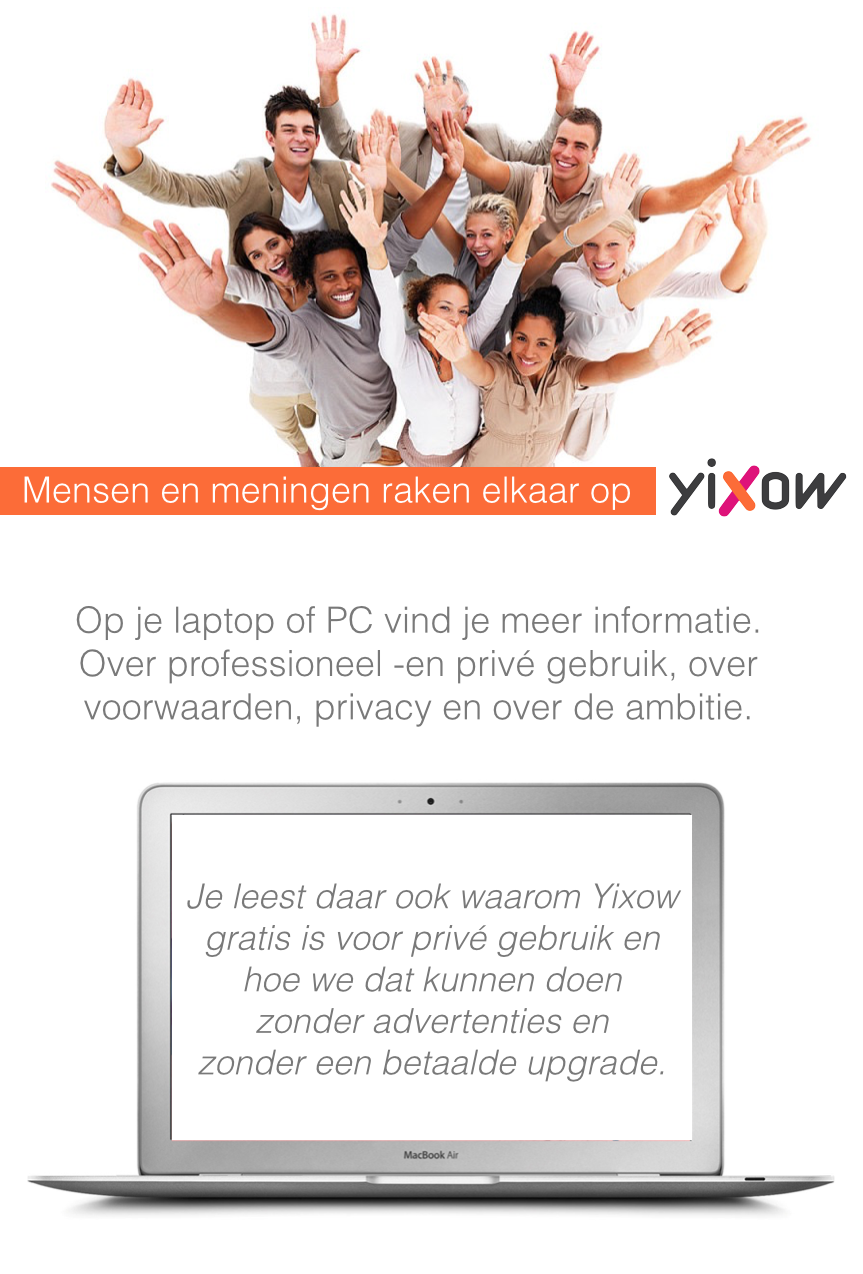 Mensen en meningen raken elkaar op yixow
Op je laptop of PC vind je meer informatie.
Over professioneel -en privé gebruik, over
voorwaarden, privacy en over de ambitie.
Je leest daar ook waarom Yixow
gratis is voor privé gebruik en
hoe we dat kunnen doen
zonder advertenties en
zonder een betaalde upgrade.
MacBook Air